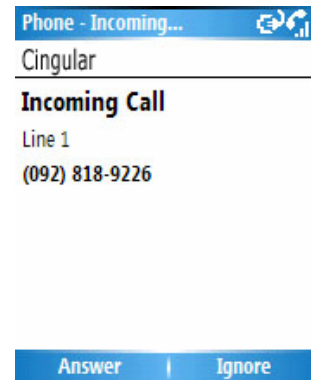 Phone - Incoming...
Cingular
Incoming Call
Line 1
(092) 818-9226
Answer Ignore